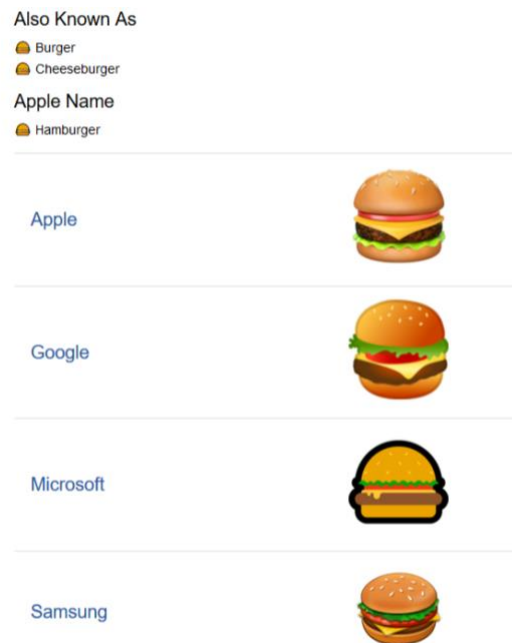 Also Known As
Burger
Cheeseburger
Apple Name
Hamburger
Apple
Google
Microsoft
Samsung